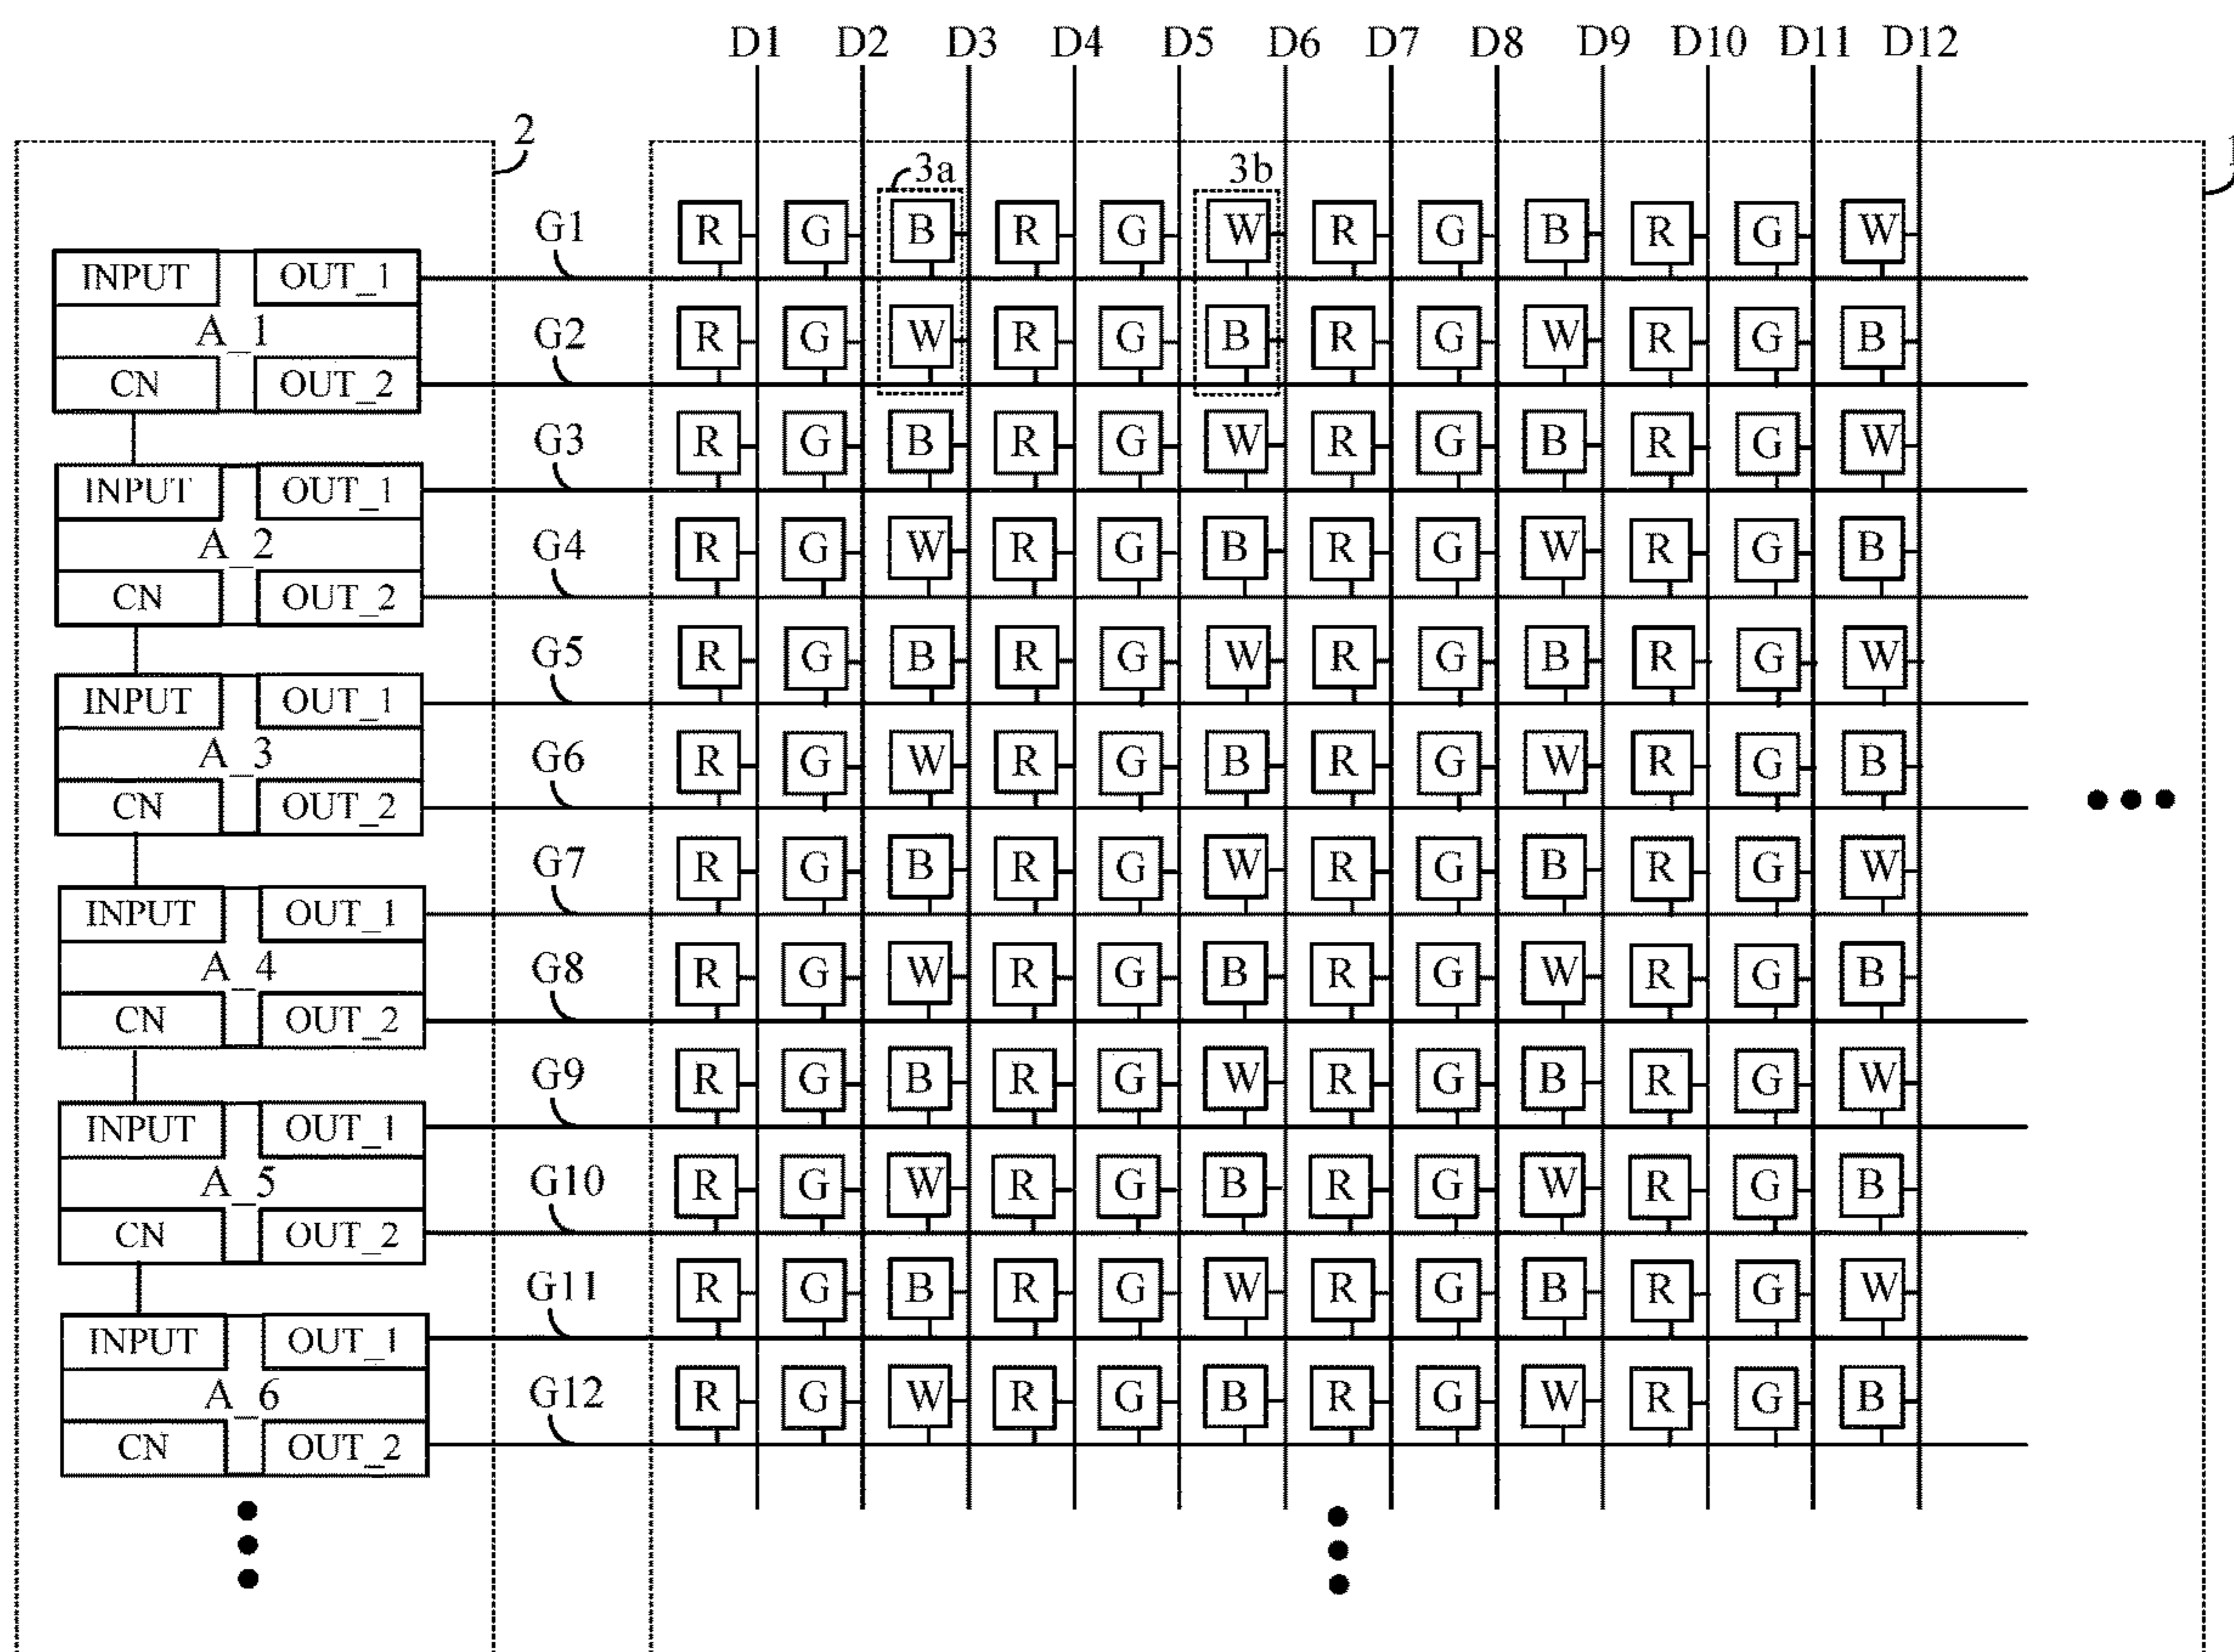 D1 D2 D3 D4 D5 D6 D7 D8 D9 D10 D11 D12
2
1
3a 3b
G1 R G B R G W R G B R G W
INPUT OUT_1
A_1
G2 R G W R G B R G W R G B
CN OUT_2
G3 R G B R G W R G B R G W
INPUT OUT_1
A_2
G4 R G W R G B R G W R G B
CN OUT_2
G5 R G B R G W R G B R G W
INPUT OUT_1
A_3
G6 R G W R G B R G W R G B
CN OUT_2
G7 R G B R G W R G B R G W
INPUT OUT_1
A_4
G8 R G W R G B R G W R G B
CN OUT_2
G9 R G B R G W R G B R G W
INPUT OUT_1
A_5
G10 R G W R G B R G W R G B
CN OUT_2
G11 R G B R G W R G B R G W
INPUT OUT_1
A_6
G12 R G W R G B R G W R G B
CN OUT_2